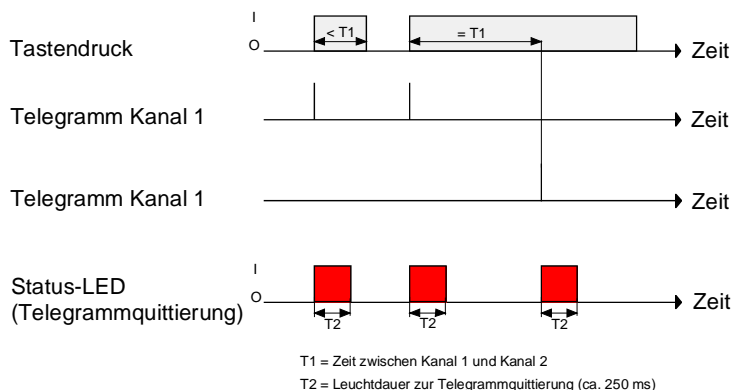 I
O
Tastendruck
< T1
= T1
Zeit
Telegramm Kanal 1
Zeit
Telegramm Kanal 1
Zeit
I
O
Status-LED
(Telegrammquittierung)
Zeit
T2
T2
T2
T1 = Zeit zwischen Kanal 1 und Kanal 2
T2 = Leuchtdauer zur Telegrammquittierung (ca. 250 ms)